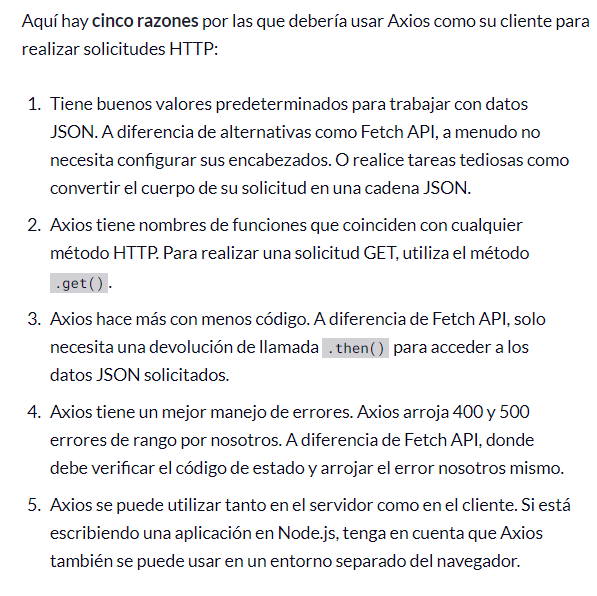 Aquí hay cinco razones por las que debería usar Axios como su cliente para
realizar solicitudes HTTP:
1. Tiene buenos valores predeterminados para trabajar con datos
JSON. A diferencia de alternativas como Fetch API, a menudo no
necesita configurar sus encabezados. O realice tareas tediosas como
convertir el cuerpo de su solicitud en una cadena JSON.
2. Axios tiene nombres de funciones que coinciden con cualquier
método HTTP. Para realizar una solicitud GET, utiliza el método
.get().
3. Axios hace más con menos código. A diferencia de Fetch API, solo
necesita una devolución de llamada .then() para acceder a los
datos JSON solicitados.
4. Axios tiene un mejor manejo de errores. Axios arroja 400 y 500
errores de rango por nosotros. A diferencia de Fetch API, donde
debe verificar el código de estado y arrojar el error nosotros mismo.
5. Axios se puede utilizar tanto en el servidor como en el cliente. Si está
escribiendo una aplicación en Node.js, tenga en cuenta que Axios
también se puede usar en un entorno separado del navegador.